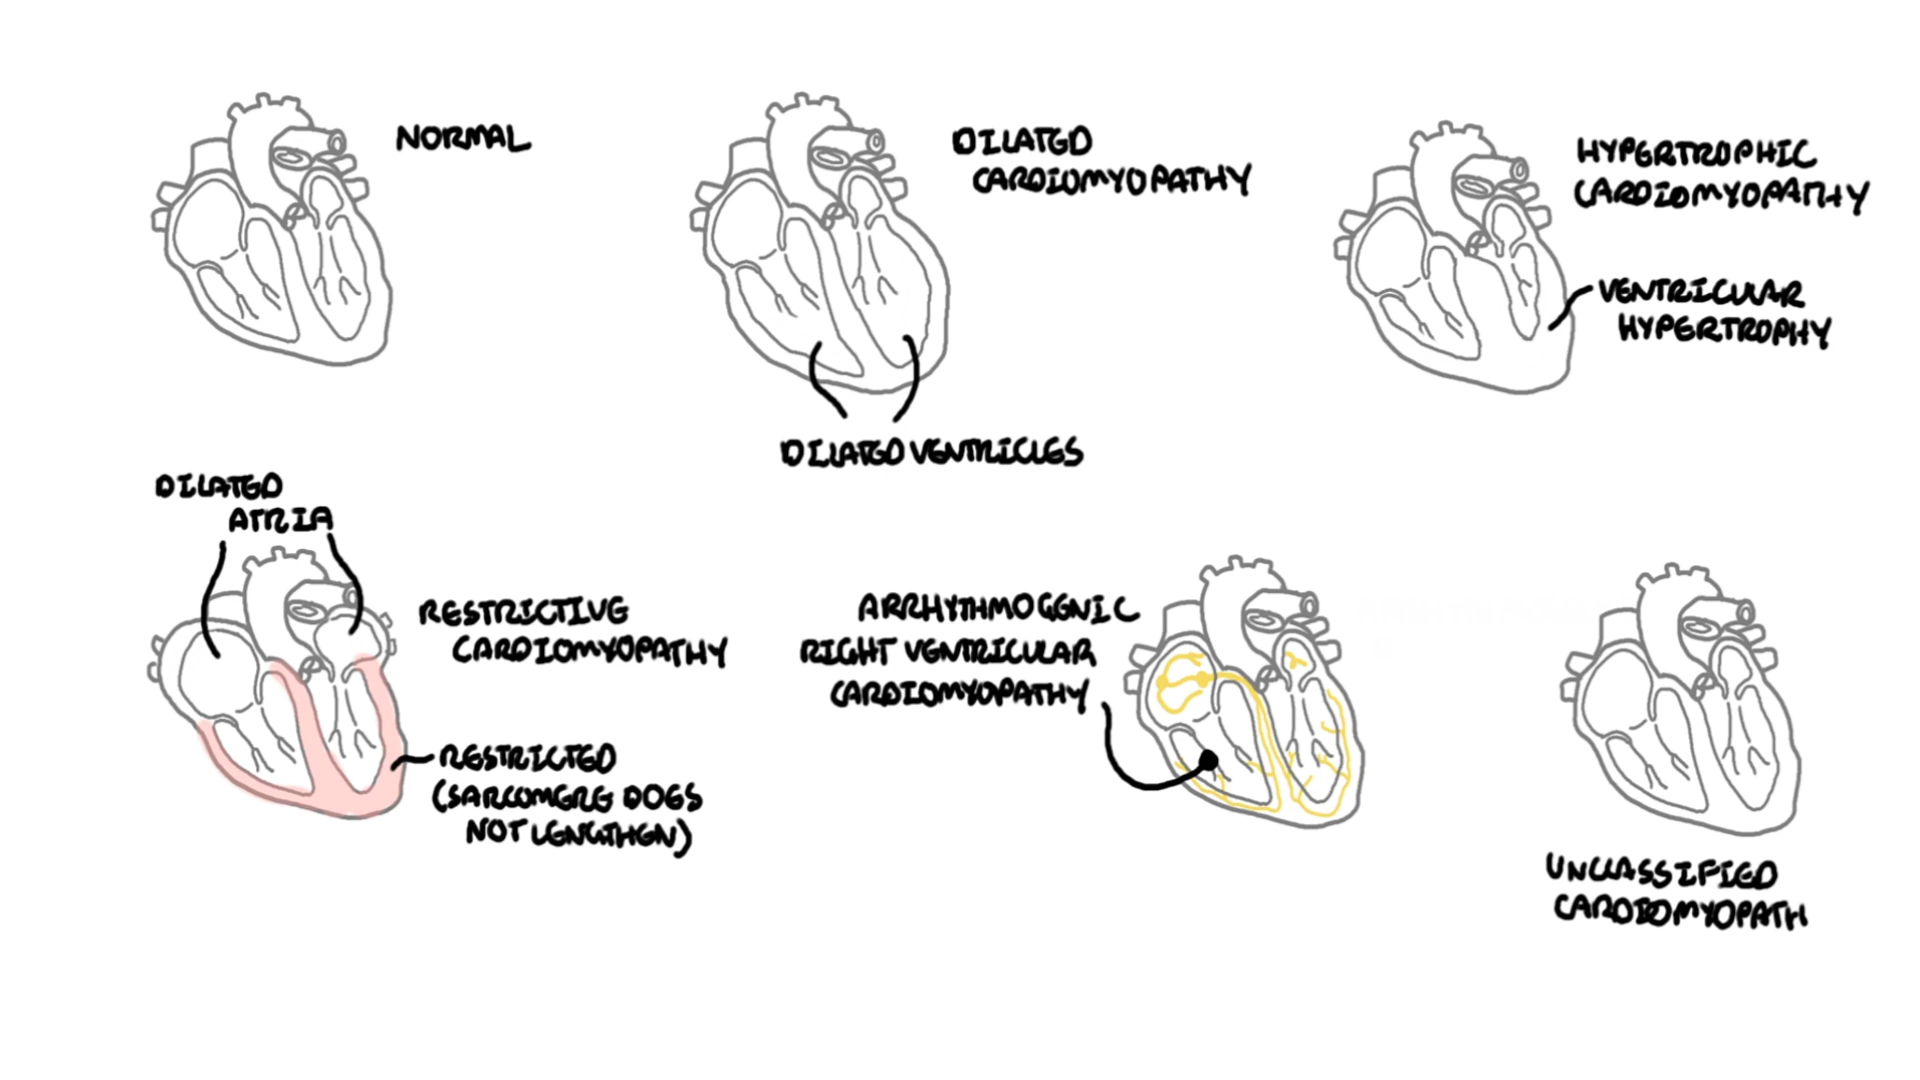 NORMAL
DILATED
CARDIOMYOPATHY
HYPERTROPHIC
CARDIOMYOPATHY
VENTRICULAR
HYPERTROPHY
DILATED VENTRICLES
DILATED
ATRIA
RESTRICTIVE
CARDIOMYOPATHY
RESTRICTED
(SARCOMERE DOES
NOT LENGTHEN)
ARRHYTHMOGENIC
RIGHT VENTRICULAR
CARDIOMYOPATHY
UNCLASSIFIED
CARDIOMYOPATH